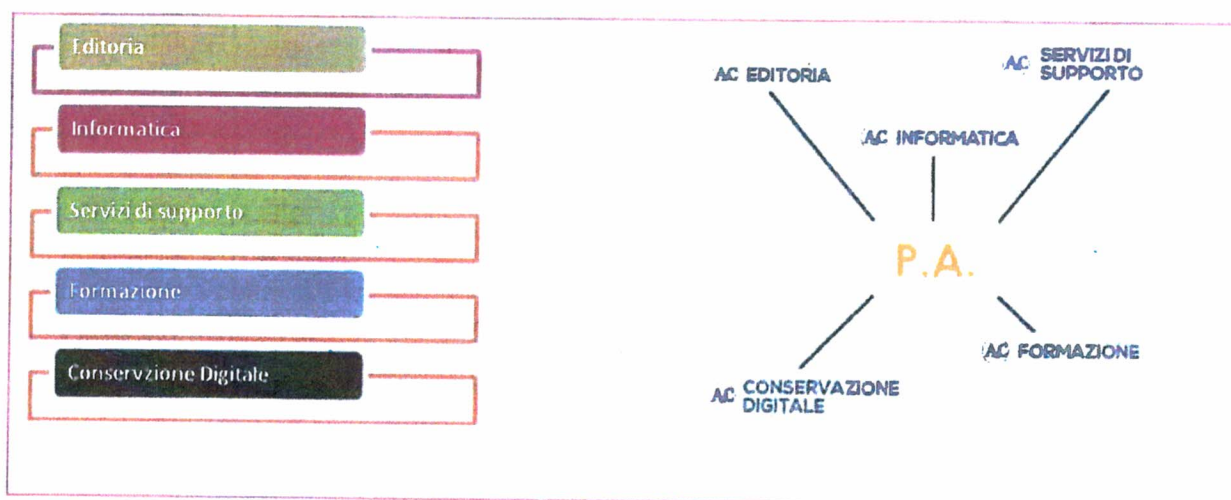 Editoria
Informatica
Servizi di supporto
Formazione
Conservzione Digitale
AC EDITORIA
AC SERVIZI DI
SUPPORTO
AC INFORMATICA
P.A.
AC FORMAZIONE
AC CONSERVAZIONE
DIGITALE